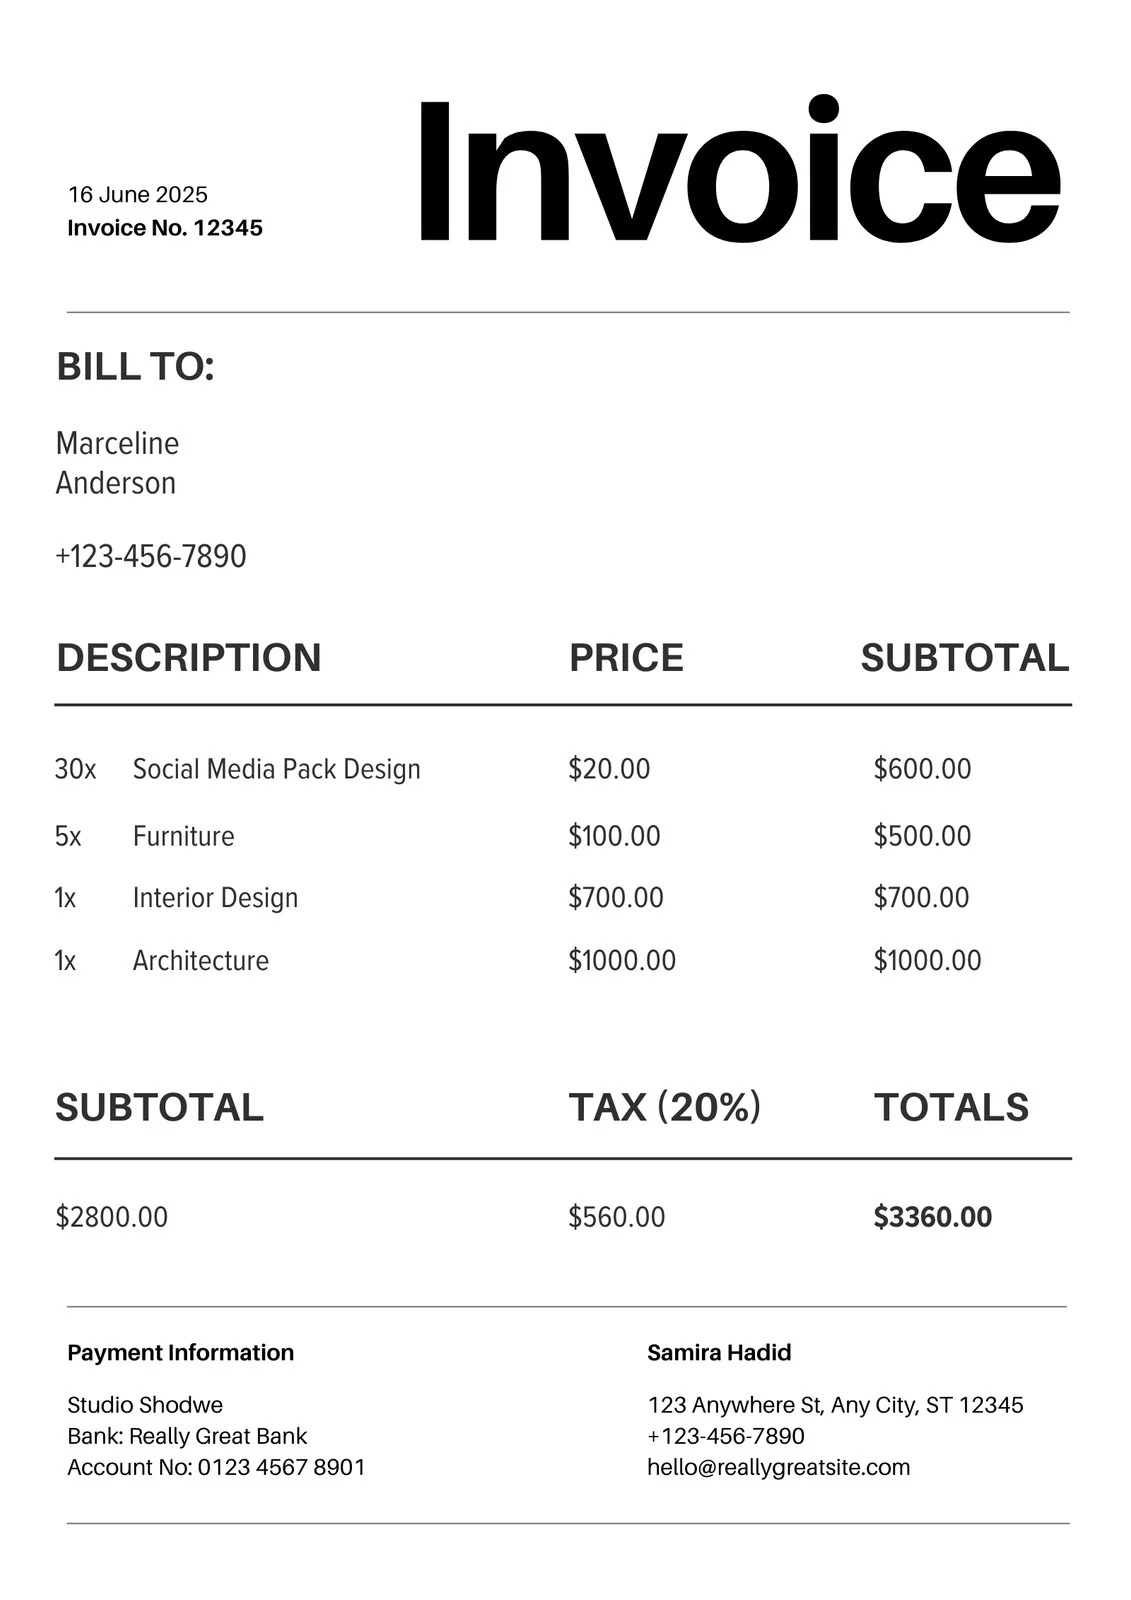 Invoice
16 June 2025
Invoice No. 12345
BILL TO:
Marceline
Anderson
+123-456-7890
DESCRIPTION PRICE SUBTOTAL
30x Social Media Pack Design $20.00 $600.00
5x Furniture $100.00 $500.00
1x Interior Design $700.00 $700.00
1x Architecture $1000.00 $1000.00
SUBTOTAL TAX (20%) TOTALS
$2800.00 $560.00 $3360.00
Payment Information
Studio Shodwe
Bank: Really Great Bank
Account No: 0123 4567 8901
Samira Hadid
123 Anywhere St, Any City, ST 12345
+123-456-7890
hello@reallygreatsite.com